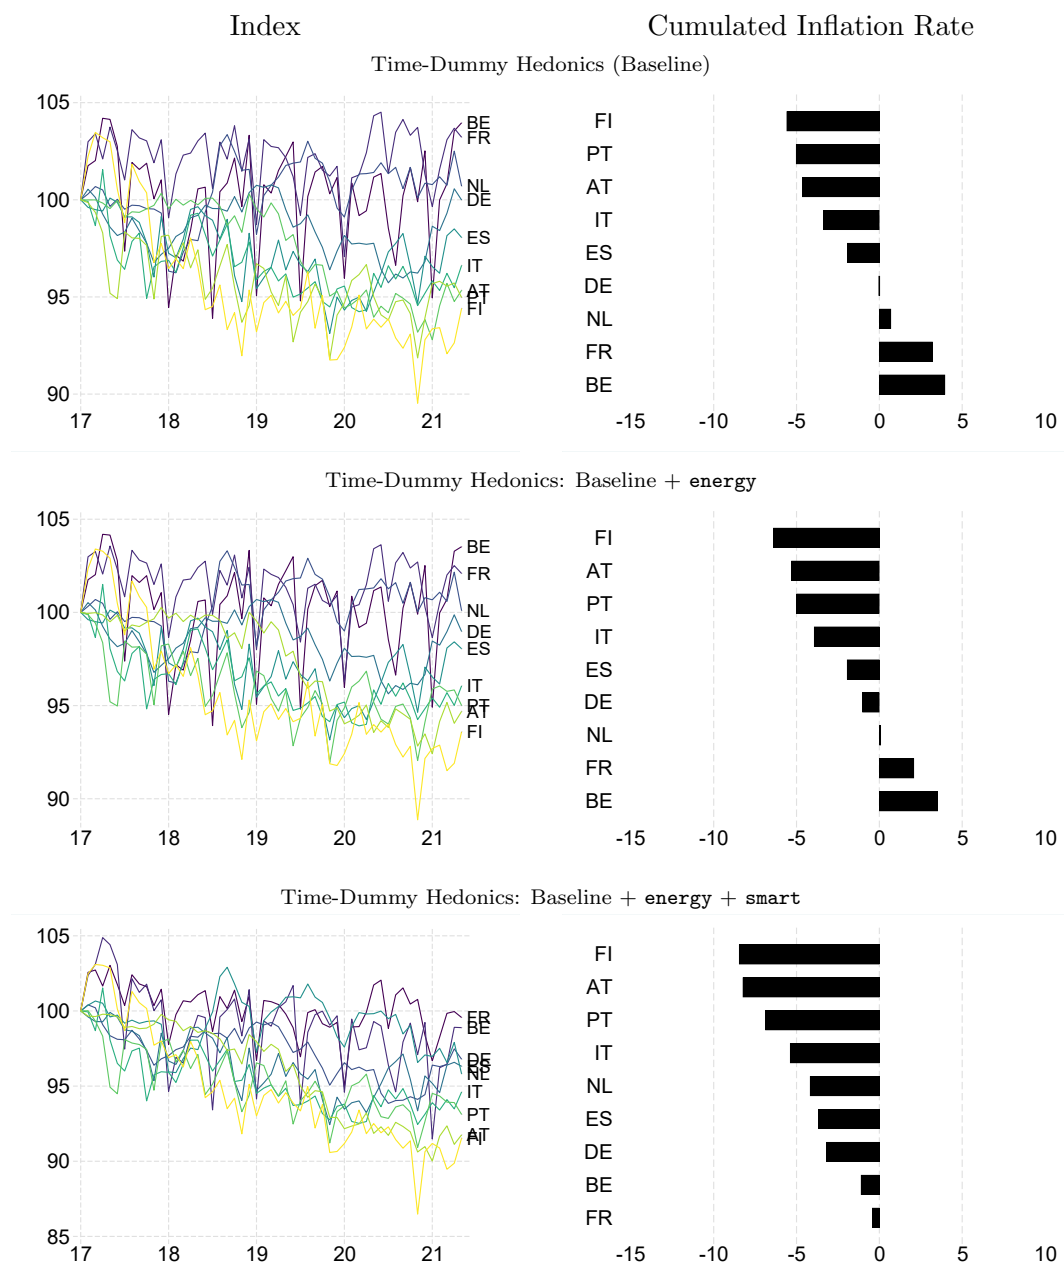 Index
Cumulated Inflation Rate
Time-Dummy Hedonics (Baseline)
105
100
95
90
17 18 19 20 21
BE
FR
NL
DE
ES
IT
AT
PT
FI
FI
PT
AT
IT
ES
DE
NL
FR
BE
-15 -10 -5 0 5 10
Time-Dummy Hedonics: Baseline + energy
105
100
95
90
17 18 19 20 21
BE
FR
NL
DE
ES
IT
PT
AT
FI
FI
AT
PT
IT
ES
DE
NL
FR
BE
-15 -10 -5 0 5 10
Time-Dummy Hedonics: Baseline + energy + smart
105
100
95
90
85
17 18 19 20 21
FR
BE
DE
ES
NL
IT
PT
AT
FI
FI
AT
PT
IT
NL
ES
DE
BE
FR
-15 -10 -5 0 5 10